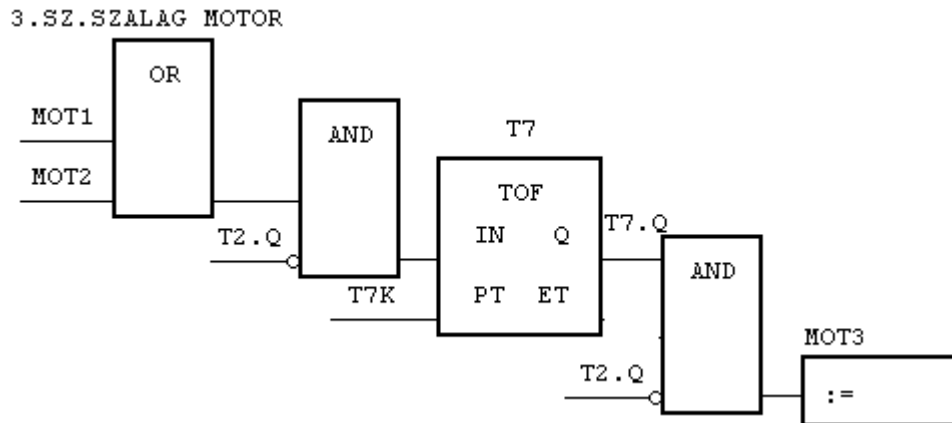 3.SZ.SZALAG MOTOR
OR
MOT1
MOT2
AND
T2.Q
T7
TOF
IN Q
PT ET
T7K
T7.Q
AND
T2.Q
MOT3
:=